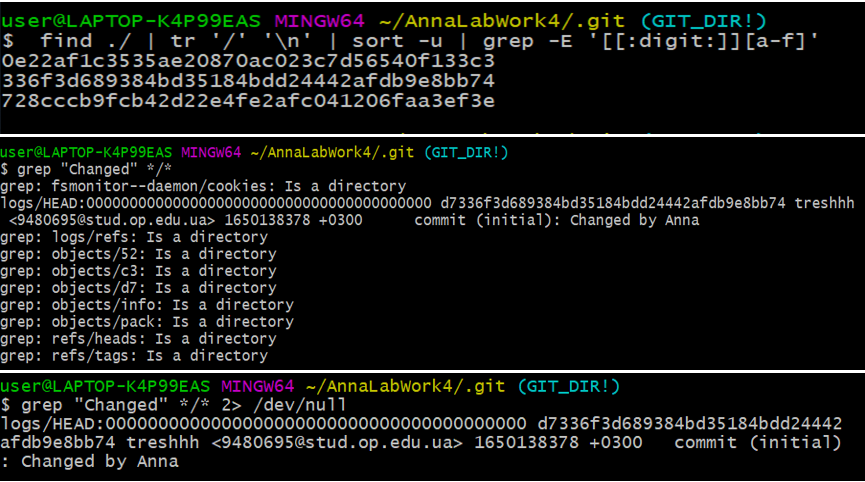 user@LAPTOP-K4P99EAS MINGW64 ~/AnnaLabWork4/.git (GIT_DIR!)
$  find ./ | tr '/' '\n' | sort -u | grep -E '[[:digit:]][a-f]'
0e22af1c3535ae20870ac023c7d56540f133c3
336f3d689384bd35184bdd24442afdb9e8bb74
728cccb9fcb42d22e4fe2afc041206faa3ef3e
user@LAPTOP-K4P99EAS MINGW64 ~/AnnaLabWork4/.git (GIT_DIR!)
$ grep "Changed" */*
grep: fsmonitor--daemon/cookies: Is a directory
logs/HEAD:0000000000000000000000000000000000000000 d7336f3d689384bd35184bdd24442afdb9e8bb74 treshhh
 <9480695@stud.op.edu.ua> 1650138378 +0300      commit (initial): Changed by Anna
grep: logs/refs: Is a directory
grep: objects/52: Is a directory
grep: objects/c3: Is a directory
grep: objects/d7: Is a directory
grep: objects/info: Is a directory
grep: objects/pack: Is a directory
grep: refs/heads: Is a directory
grep: refs/tags: Is a directory
user@LAPTOP-K4P99EAS MINGW64 ~/AnnaLabWork4/.git (GIT_DIR!)
$ grep "Changed" */* 2> /dev/null
logs/HEAD:0000000000000000000000000000000000000000 d7336f3d689384bd35184bdd24442
afdb9e8bb74 treshhh <9480695@stud.op.edu.ua> 1650138378 +0300   commit (initial)
: Changed by Anna